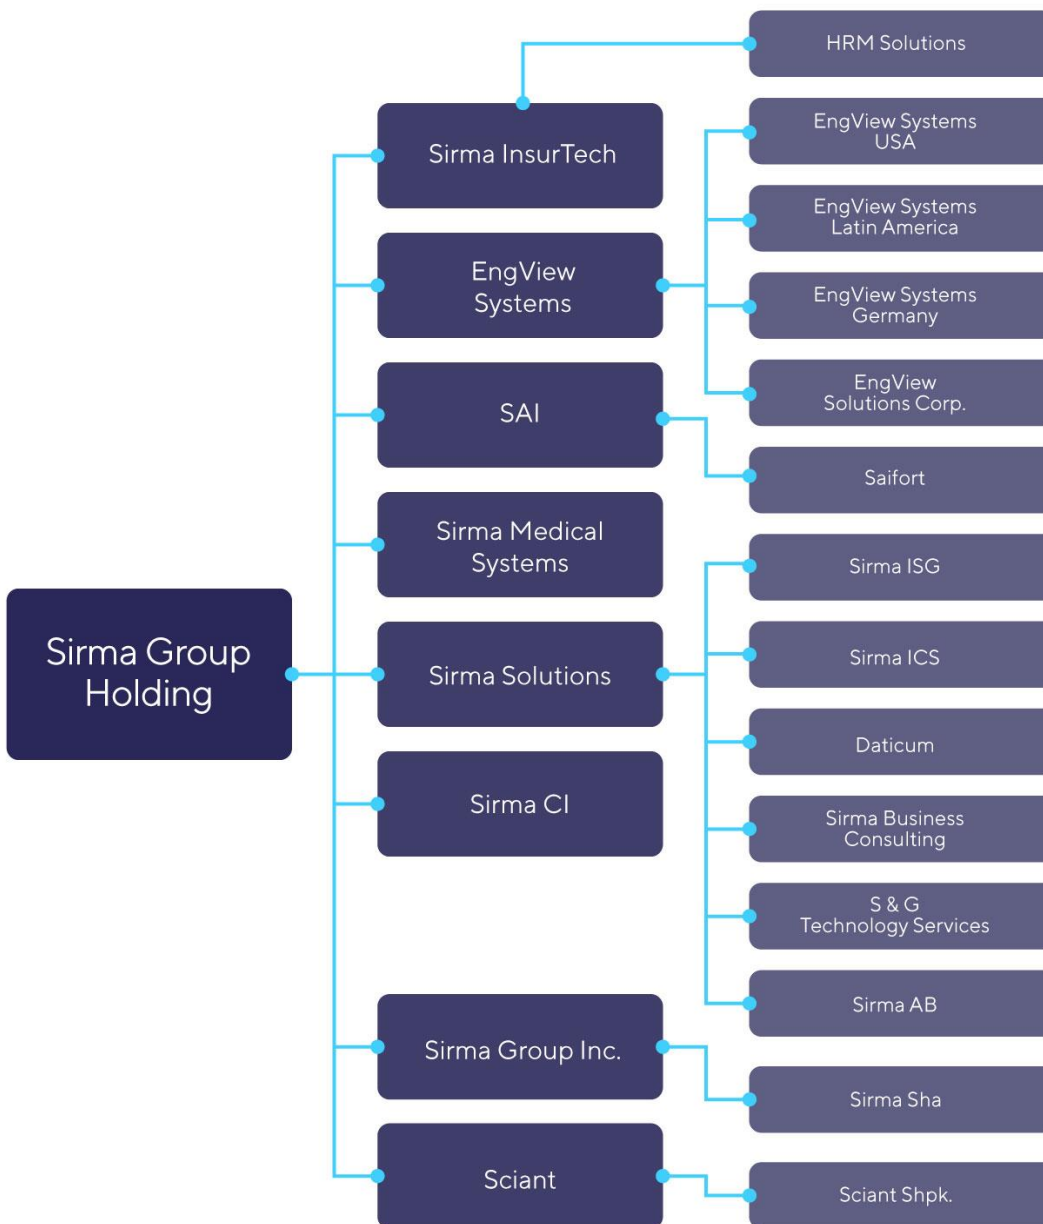 HRM Solutions
Sirma InsurTech
EngView Systems
USA
EngView Systems
Latin America
EngView
Systems
EngView Systems
Germany
EngView
Solutions Corp.
SAI
Saifort
Sirma Medical
Systems
Sirma ISG
Sirma Group
Holding
Sirma Solutions
Sirma ICS
Daticum
Sirma CI
Sirma Business
Consulting
S & G
Technology Services
Sirma AB
Sirma Group Inc.
Sirma Sha
Sciant
Sciant Shpk.